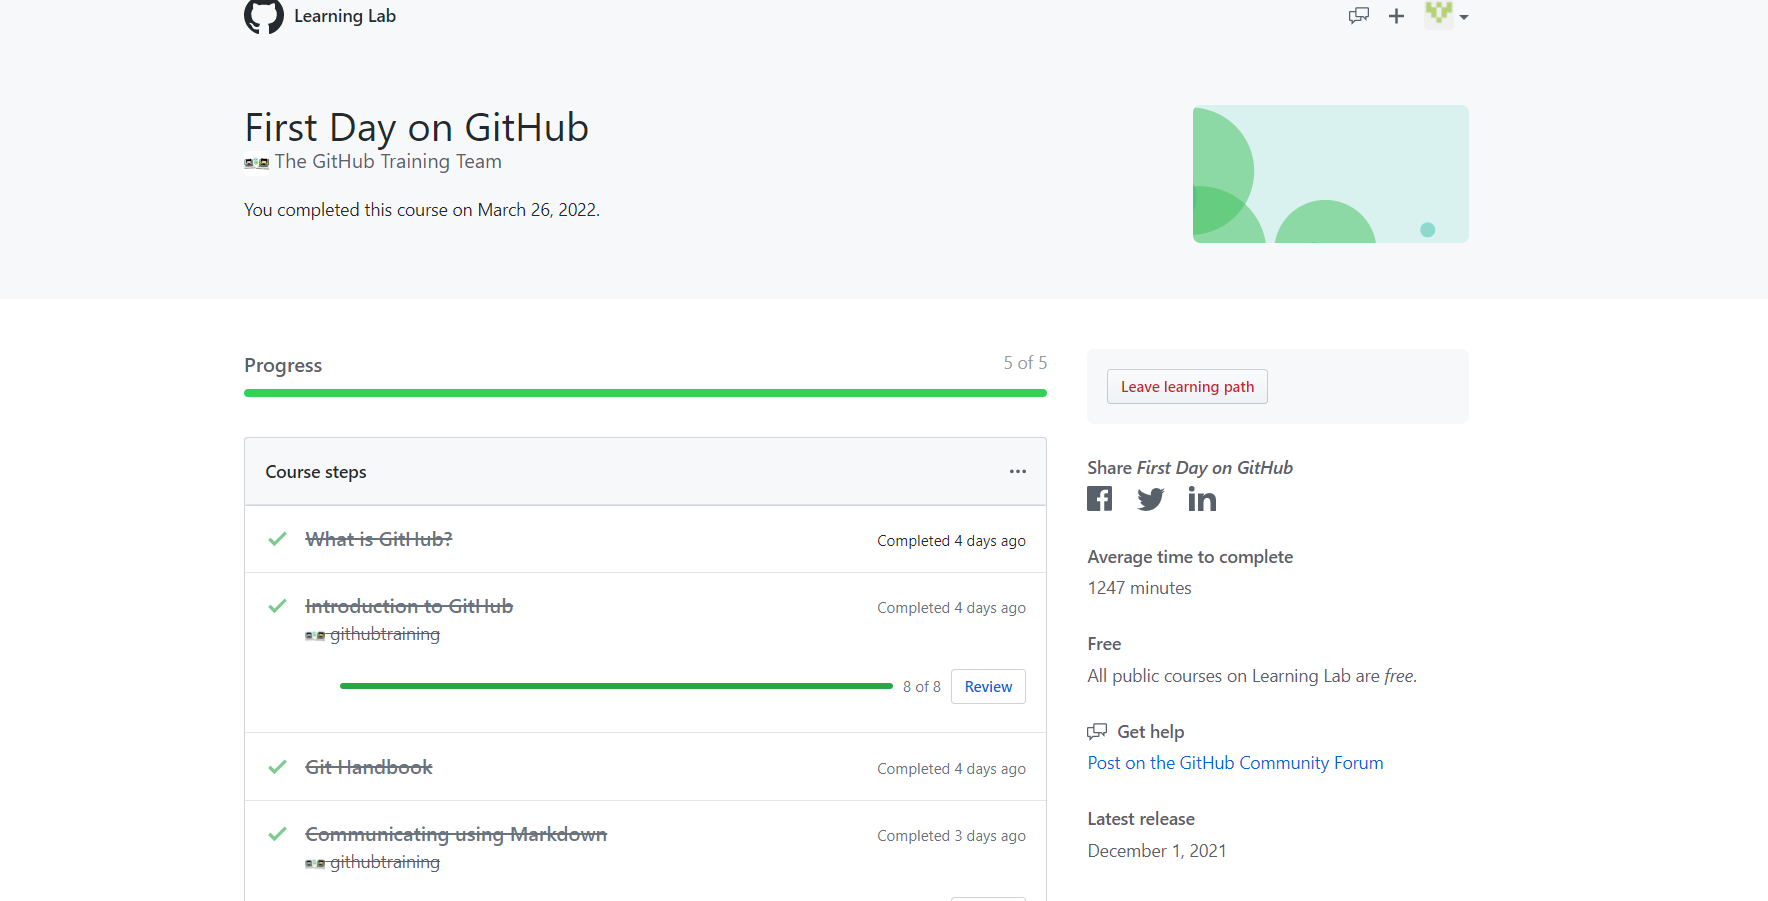 Learning Lab
First Day on GitHub
The GitHub Training Team
You completed this course on March 26, 2022.
Progress
5 of 5
Course steps
What is GitHub?
Completed 4 days ago
Introduction to GitHub
Completed 4 days ago
githubtraining
8 of 8
Review
Git Handbook
Completed 4 days ago
Communicating using Markdown
Completed 3 days ago
githubtraining
Leave learning path
Share First Day on GitHub
Average time to complete
1247 minutes
Free
All public courses on Learning Lab are free.
Get help
Post on the GitHub Community Forum
Latest release
December 1, 2021